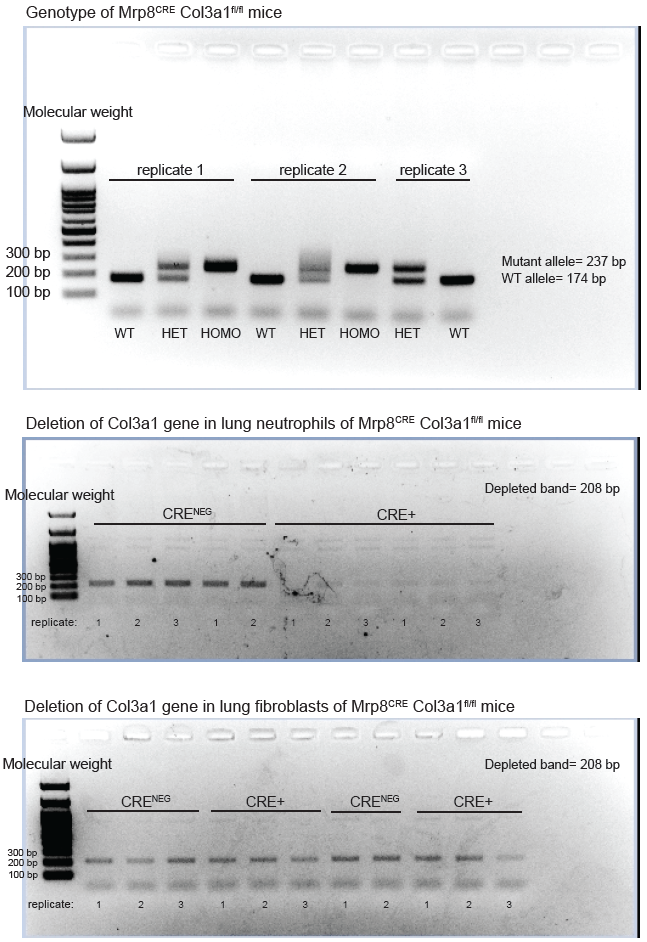 Genotype of Mrp8CRE Col3a1fl/fl mice
Molecular weight
replicate 1 replicate 2 replicate 3
300 bp
200 bp
100 bp
Mutant allele= 237 bp
WT allele= 174 bp
WT HET HOMO WT HET HOMO HET WT
Deletion of Col3a1 gene in lung neutrophils of Mrp8CRE Col3a1fl/fl mice
Molecular weight
Depleted band= 208 bp
CRENEG CRE+
300 bp
200 bp
100 bp
replicate: 1 2 3 1 2 1 2 3 1 2 3
Deletion of Col3a1 gene in lung fibroblasts of Mrp8CRE Col3a1fl/fl mice
Molecular weight
Depleted band= 208 bp
CRENEG CRE+ CRENEG CRE+
300 bp
200 bp
100 bp
replicate: 1 2 3 1 2 3 1 2 1 2 3